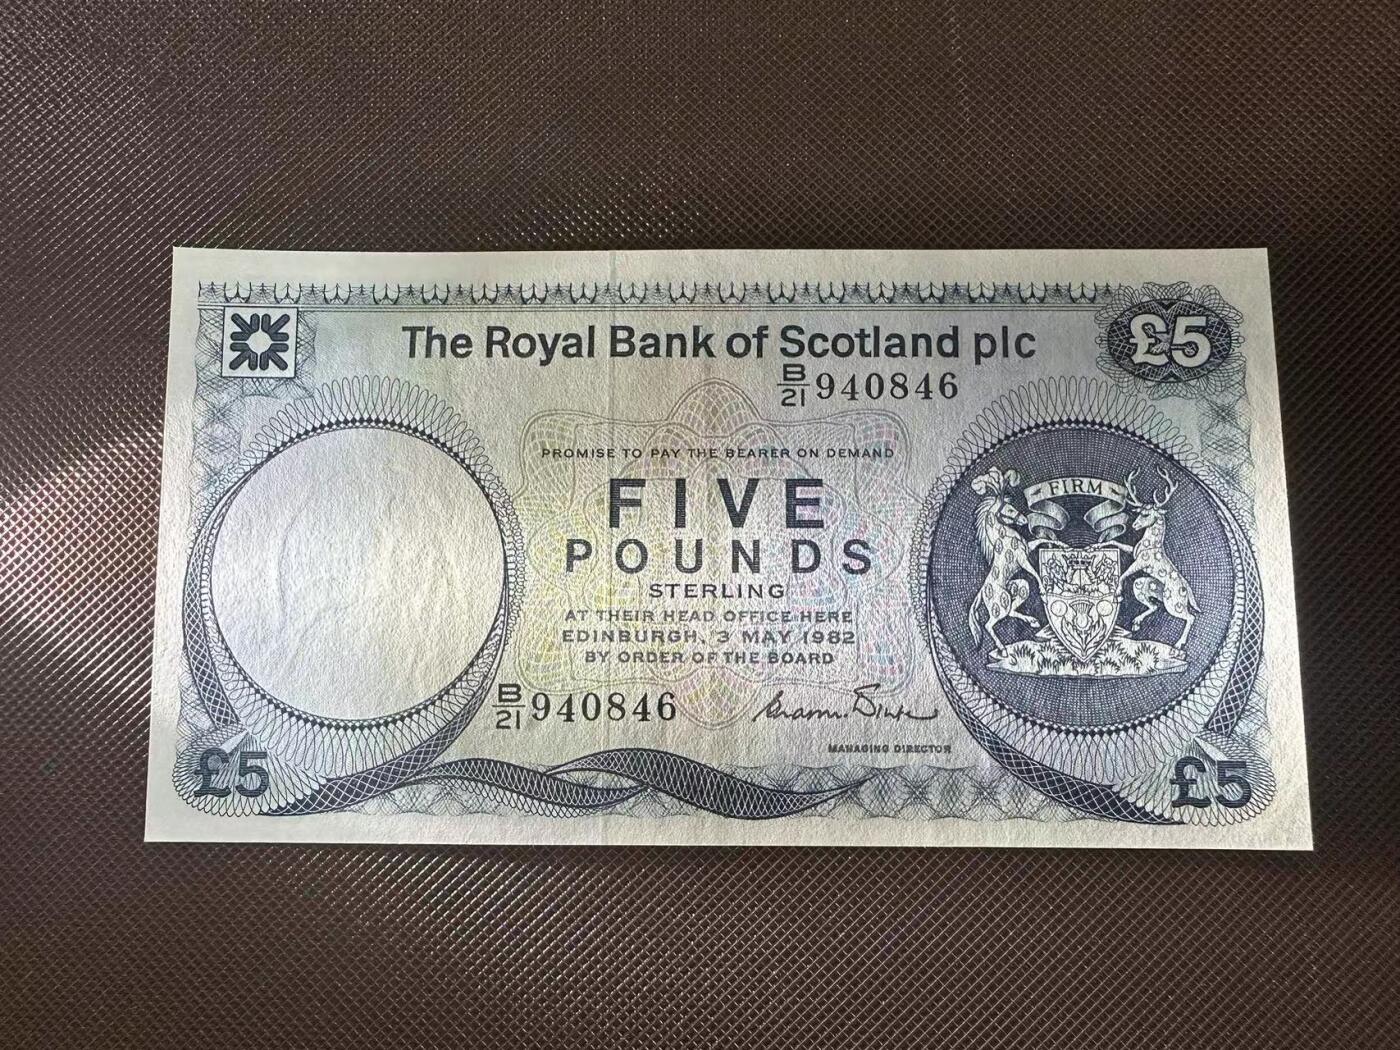 The Royal Bank of Scotland plc
£5
B/21 940846
PROMISE TO PAY THE BEARER ON DEMAND
FIVE
POUNDS
STERLING
AT THEIR HEAD OFFICE HERE
EDINBURGH, 3 MAY 1982
BY ORDER OF THE BOARD
FIRM
B/21 940846
MANAGING DIRECTOR
£5
£5